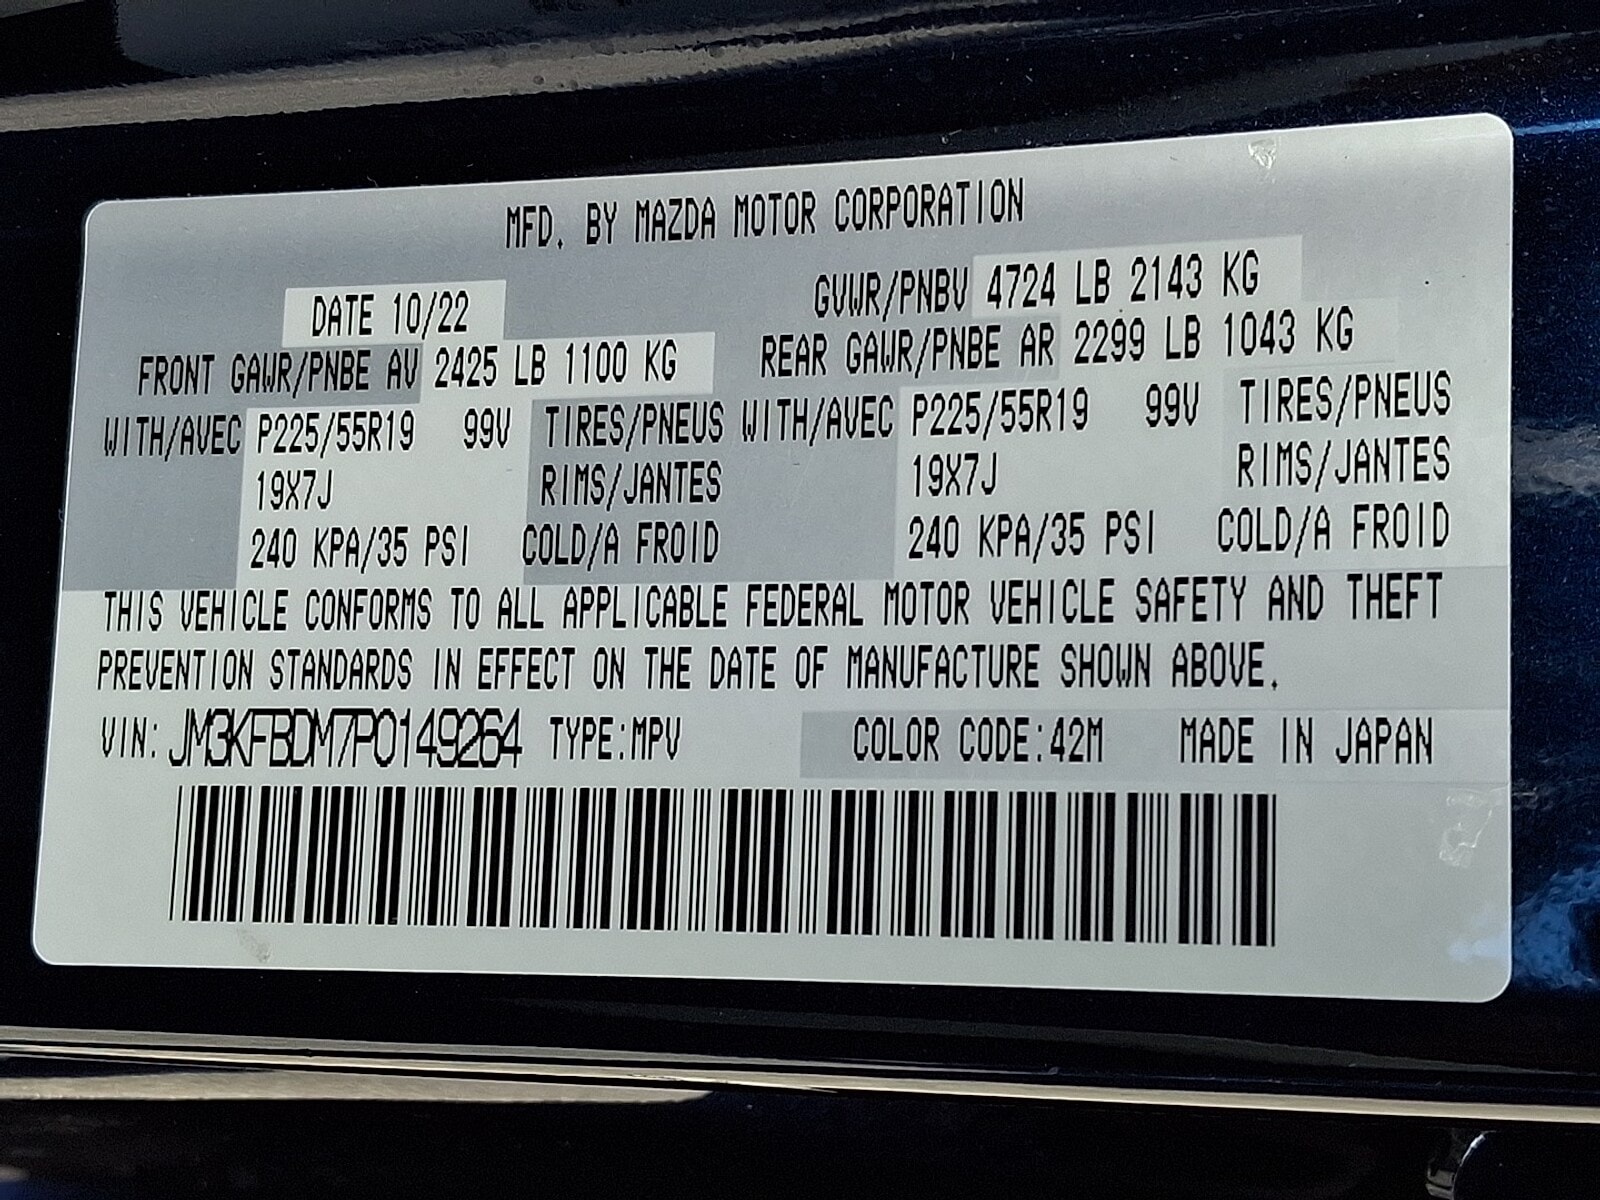 MFD. BY MAZDA MOTOR CORPORATION
DATE 10/22 GVWR/PNBV 4724 LB 2143 KG
FRONT GAWR/PNBE AV 2425 LB 1100 KG REAR GAWR/PNBE AR 2299 LB 1043 KG
WITH/AVEC P225/55R19 99V TIRES/PNEUS WITH/AVEC P225/55R19 99V TIRES/PNEUS
19X7J RIMS/JANTES 19X7J RIMS/JANTES
240 KPA/35 PSI COLD/A FROID 240 KPA/35 PSI COLD/A FROID
THIS VEHICLE CONFORMS TO ALL APPLICABLE FEDERAL MOTOR VEHICLE SAFETY AND THEFT
PREVENTION STANDARDS IN EFFECT ON THE DATE OF MANUFACTURE SHOWN ABOVE.
VIN: JM3KFBDM7P0149264 TYPE:MPV COLOR CODE:42M MADE IN JAPAN